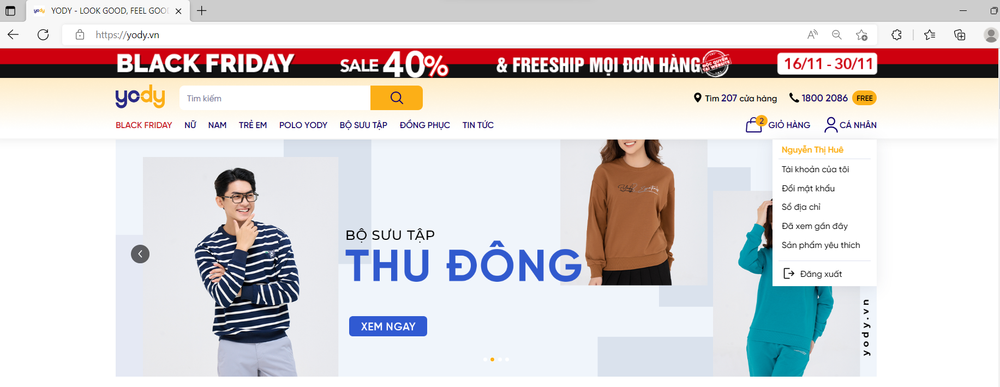 YODY - LOOK GOOD, FEEL GOOD
https://yody.vn
BLACK FRIDAY SALE 40% & FREESHIP MỌI ĐƠN HÀNG ĐỘC QUYỀN TẠI WEBSITE 16/11 - 30/11
yody Tìm kiếm Tìm 207 cửa hàng 1800 2086 FREE
BLACK FRIDAY NỮ NAM TRẺ EM POLO YODY BỘ SƯU TẬP ĐỒNG PHỤC TIN TỨC 2 GIỎ HÀNG CÁ NHÂN
Nguyễn Thị Huê
Tài khoản của tôi
Đổi mật khẩu
Sổ địa chỉ
Đã xem gần đây
Sản phẩm yêu thích
Đăng xuất
BỘ SƯU TẬP
THU ĐÔNG
XEM NGAY
yody.vn